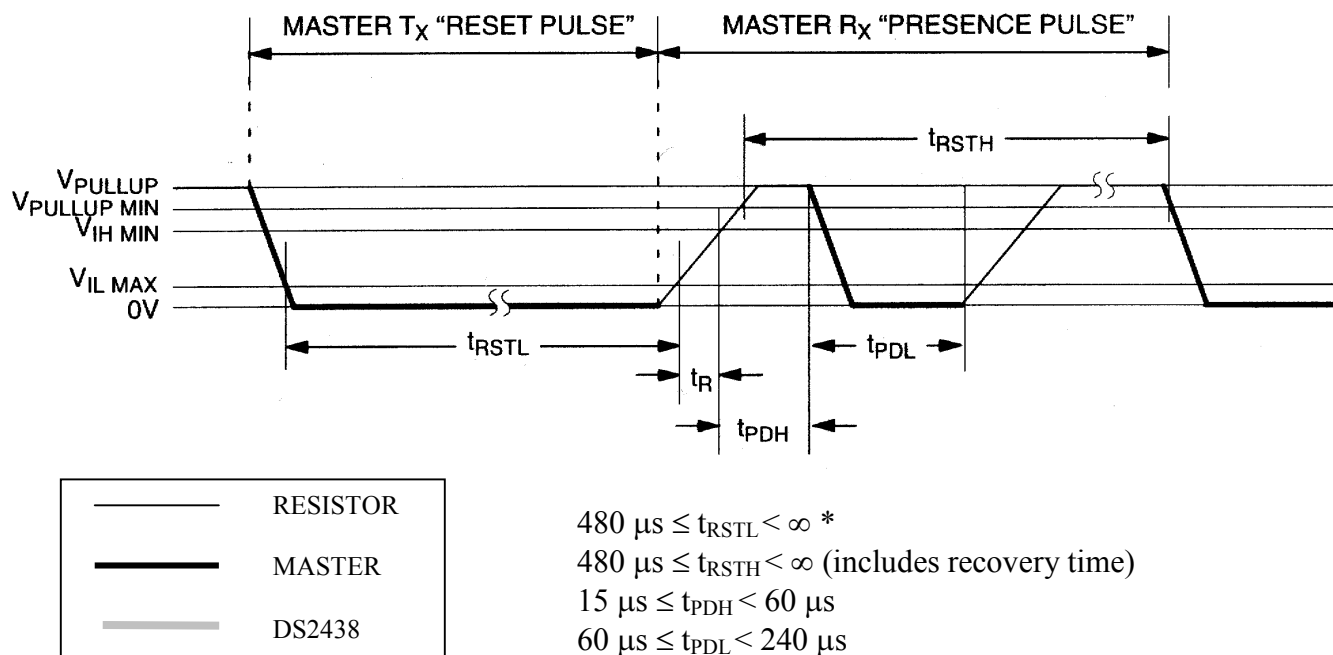 MASTER TX “RESET PULSE” MASTER RX “PRESENCE PULSE”
tRSTH
VPULLUP
VPULLUP MIN
VIH MIN
VIL MAX
0V
tRSTL
tPDL
tR
tPDH
RESISTOR
MASTER
DS2438
480 μs ≤ tRSTL < ∞ *
480 μs ≤ tRSTH < ∞ (includes recovery time)
15 μs ≤ tPDH < 60 μs
60 μs ≤ tPDL < 240 μs